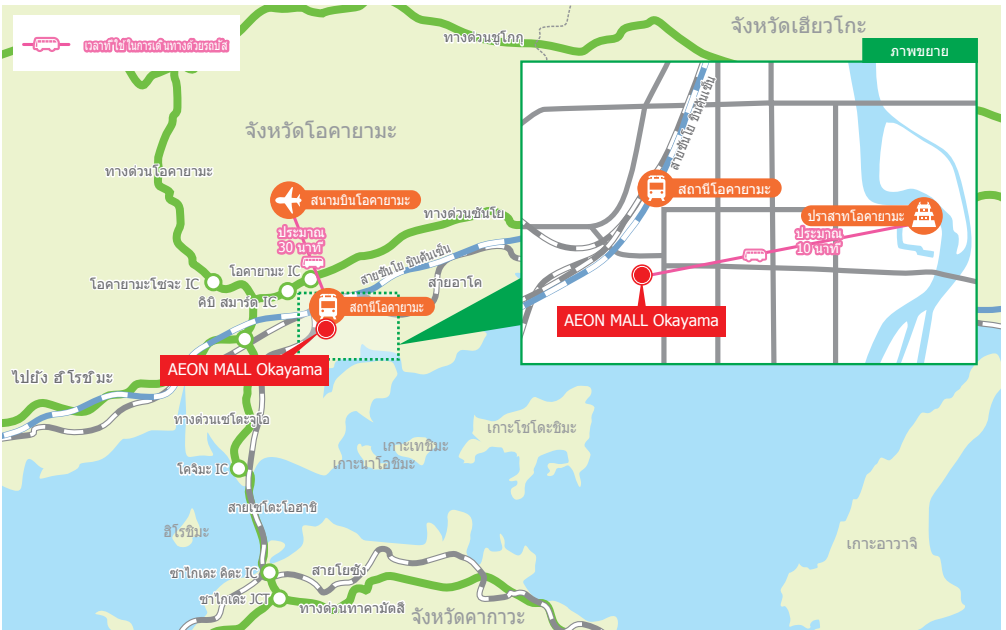 เวลาที่ใช้ในการเดินทางด้วยรถบัส
ทางด่วนชูโกกุ
จังหวัดเฮียวโกะ
ภาพขยาย
จังหวัดโอคายามะ
ทางด่วนโอคายามะ
สนามบินโอคายามะ
ทางด่วนซันโย
ประมาณ
30 นาที
สายซันโย ชินคันเซ็น
โอคายามะ IC
โอคายามะโซจะ IC
สายอาโค
คิบิ สมาร์ต IC
สถานีโอคายามะ
AEON MALL Okayama
ไปยัง ฮิโรชิมะ
สายซันโย ชินคันเซ็น
สถานีโอคายามะ
ปราสาทโอคายามะ
ประมาณ
10 นาที
AEON MALL Okayama
ทางด่วนเซโตะจูโอ
เกาะโชโดะชิมะ
เกาะเทชิมะ
เกาะนาโอชิมะ
โคจิมะ IC
สายเซโตะโอฮาชิ
ฮิโรชิมะ
เกาะอาวาจิ
ซาไกเดะ คิตะ IC
สายโยซัง
ซาไกเดะ JCT
ทางด่วนทาคามัตสึ
จังหวัดคากาวะ